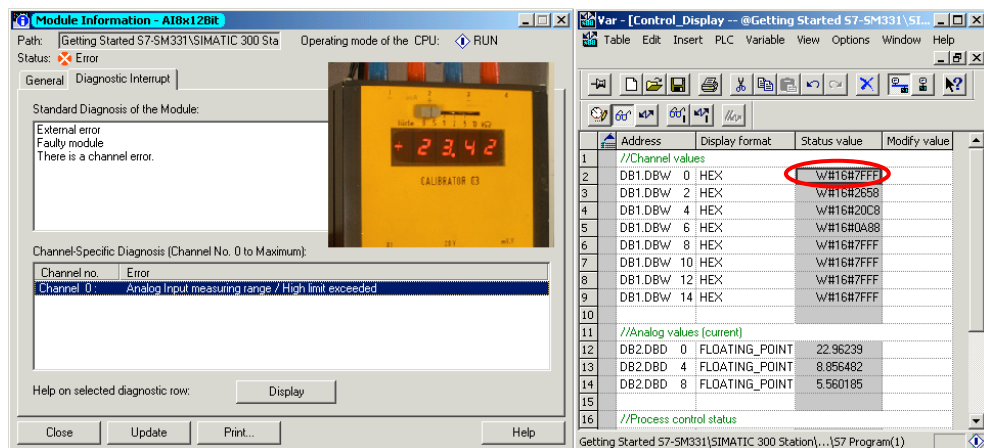 Module Information - AI8x12Bit
Path: Getting Started S7-SM331\SIMATIC 300 Sta Operating mode of the CPU: RUN
Status: Error
General Diagnostic Interrupt
Standard Diagnosis of the Module:
External error
Faulty module
There is a channel error.
+ 23.42
CALIBRATOR 03
Channel-Specific Diagnosis (Channel No. 0 to Maximum):
Channel no. Error
Channel 0 : Analog Input measuring range / High limit exceeded
Help on selected diagnostic row: Display
Close Update Print... Help
Var - [Control_Display -- @Getting Started S7-SM331\SI...
Table Edit Insert PLC Variable View Options Window Help
Address Display format Status value Modify value
1 //Channel values
2 DB1.DBW 0 HEX W#16#7FFF
3 DB1.DBW 2 HEX W#16#2658
4 DB1.DBW 4 HEX W#16#20C8
5 DB1.DBW 6 HEX W#16#0A88
6 DB1.DBW 8 HEX W#16#7FFF
7 DB1.DBW 10 HEX W#16#7FFF
8 DB1.DBW 12 HEX W#16#7FFF
9 DB1.DBW 14 HEX W#16#7FFF
10
11 //Analog values (current)
12 DB2.DBD 0 FLOATING_POINT 22.96239
13 DB2.DBD 4 FLOATING_POINT 8.856482
14 DB2.DBD 8 FLOATING_POINT 5.560185
15
16 //Process control status
Getting Started S7-SM331\SIMATIC 300 Station\...\S7 Program(1)